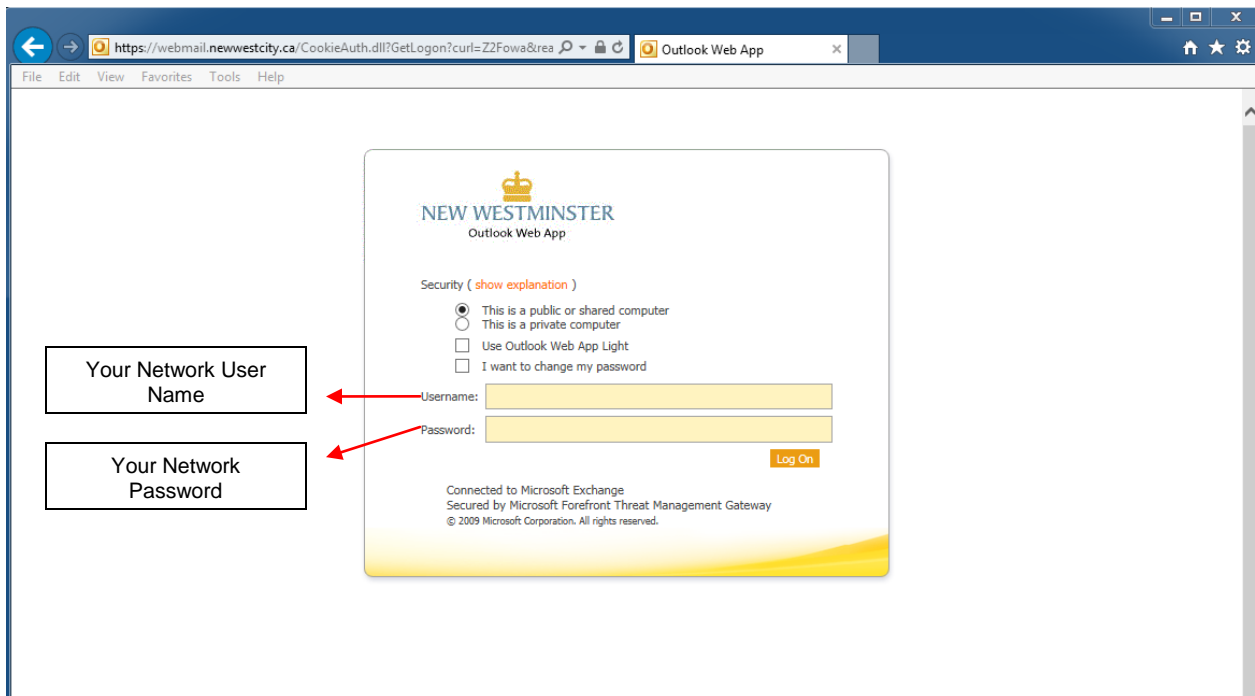 https://webmail.newwestcity.ca/CookieAuth.dll?GetLogon?curl=Z2Fowa&rea
Outlook Web App
File Edit View Favorites Tools Help
NEW WESTMINSTER
Outlook Web App
Security ( show explanation )
This is a public or shared computer
This is a private computer
Use Outlook Web App Light
I want to change my password
Your Network User
Name
Username:
Password:
Your Network
Password
Log On
Connected to Microsoft Exchange
Secured by Microsoft Forefront Threat Management Gateway
© 2009 Microsoft Corporation. All rights reserved.